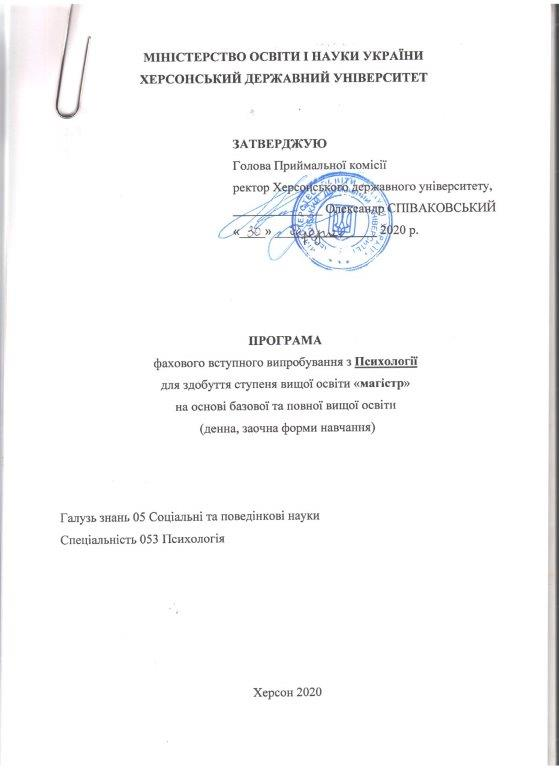 МІНІСТЕРСТВО ОСВІТИ І НАУКИ УКРАЇНИ
ХЕРСОНСЬКИЙ ДЕРЖАВНИЙ УНІВЕРСИТЕТ
ЗАТВЕРДЖУЮ
Голова Приймальної комісії
ректор Херсонського державного університету,
Олександр СПІВАКОВСЬКИЙ
« 30 » 2020 р.
ПРОГРАМА
фахового вступного випробування з Психології
для здобуття ступеня вищої освіти «магістр»
на основі базової та повної вищої освіти
(денна, заочна форми навчання)
Галузь знань 05 Соціальні та поведінкові науки
Спеціальність 053 Психологія
Херсон 2020